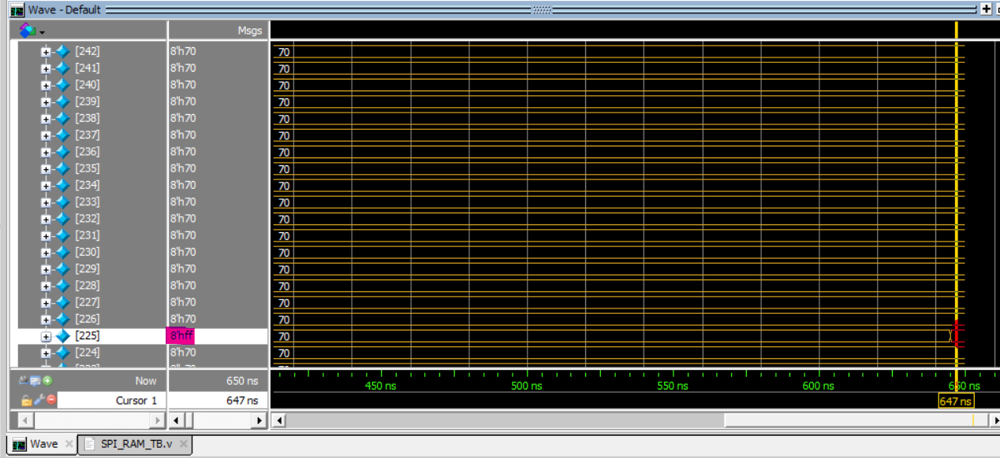 Wave - Default
Msgs
[242] 8'h70 70
[241] 8'h70 70
[240] 8'h70 70
[239] 8'h70 70
[238] 8'h70 70
[237] 8'h70 70
[236] 8'h70 70
[235] 8'h70 70
[234] 8'h70 70
[233] 8'h70 70
[232] 8'h70 70
[231] 8'h70 70
[230] 8'h70 70
[229] 8'h70 70
[228] 8'h70 70
[227] 8'h70 70
[226] 8'h70 70
[225] 8'hff 70
[224] 8'h70 70
Now 650 ns 450 ns 500 ns 550 ns 600 ns 650 ns
Cursor 1 647 ns 647 ns
Wave SPI_RAM_TB.v